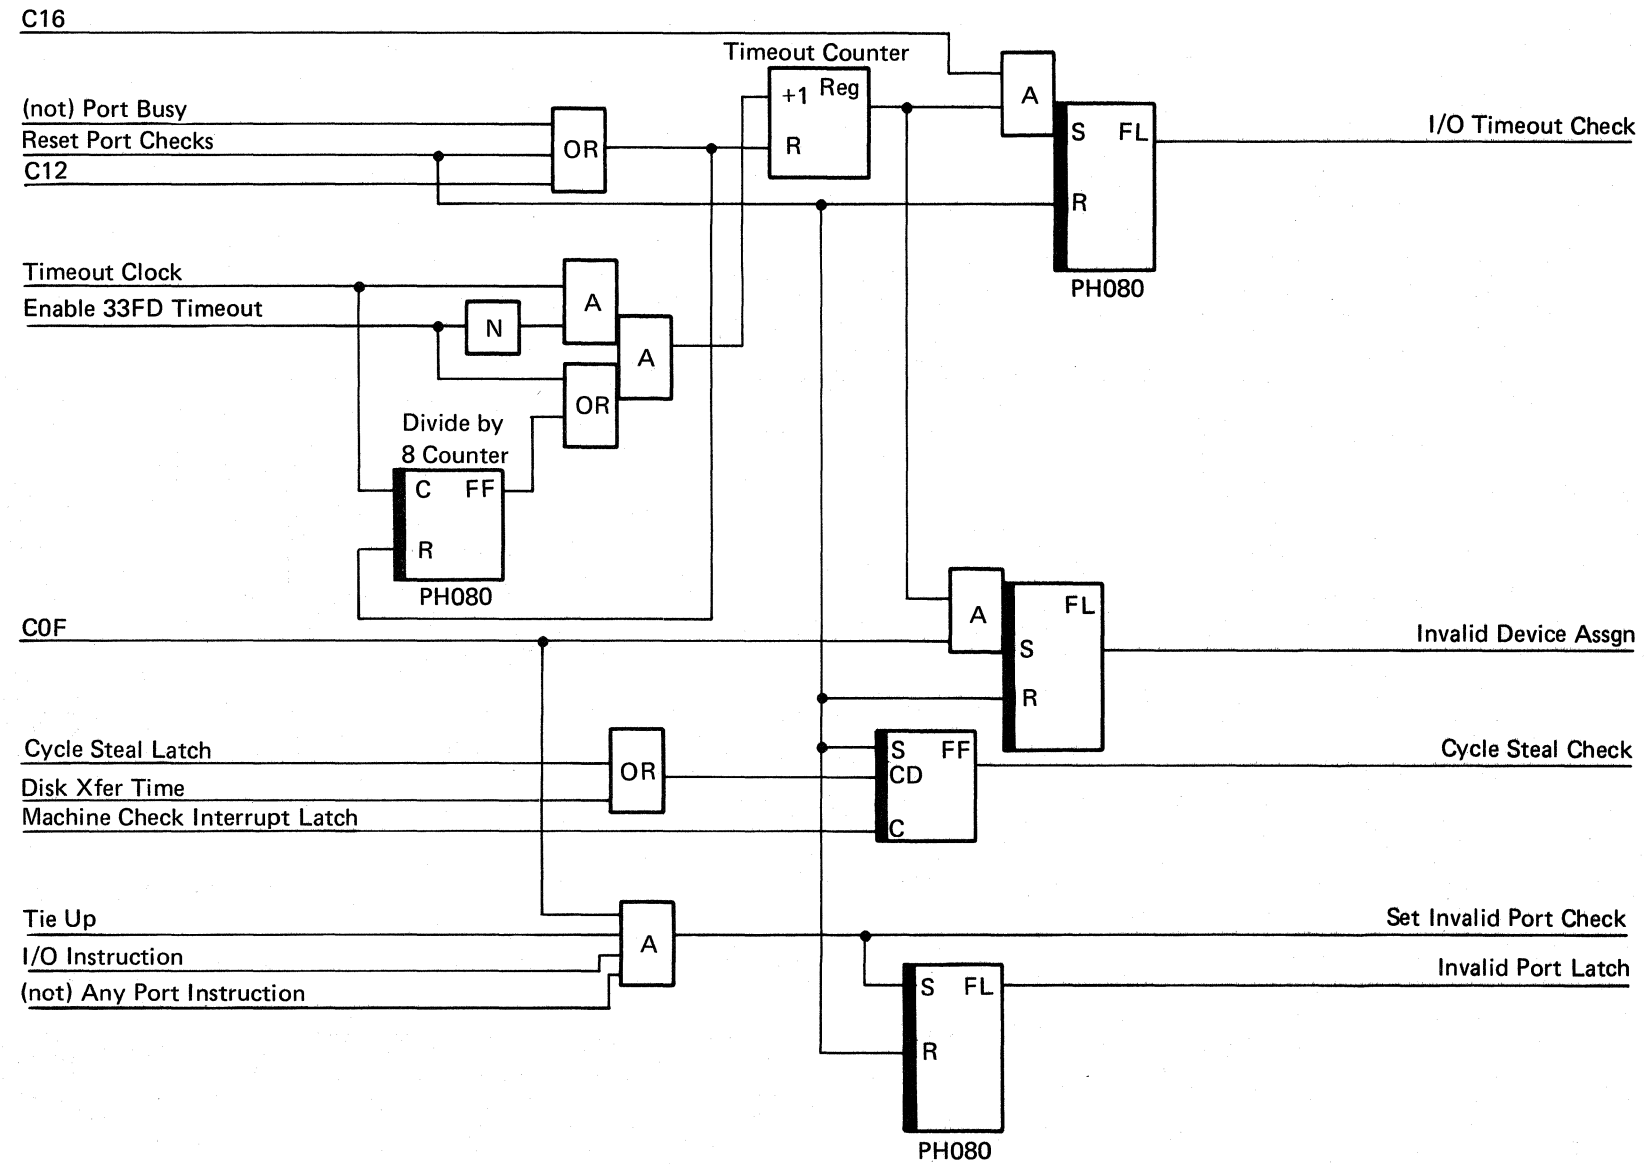 C16
Timeout Counter
+1 Reg
R
A
S FL
R
PH080
I/O Timeout Check
(not) Port Busy
Reset Port Checks
C12
OR
Timeout Clock
Enable 33FD Timeout
N
A
A
OR
Divide by
8 Counter
C FF
R
PH080
C0F
A
FL
S
R
Invalid Device Assgn
Cycle Steal Latch
Disk Xfer Time
Machine Check Interrupt Latch
OR
S FF
CD
C
Cycle Steal Check
Tie Up
I/O Instruction
(not) Any Port Instruction
A
Set Invalid Port Check
Invalid Port Latch
S FL
R
PH080